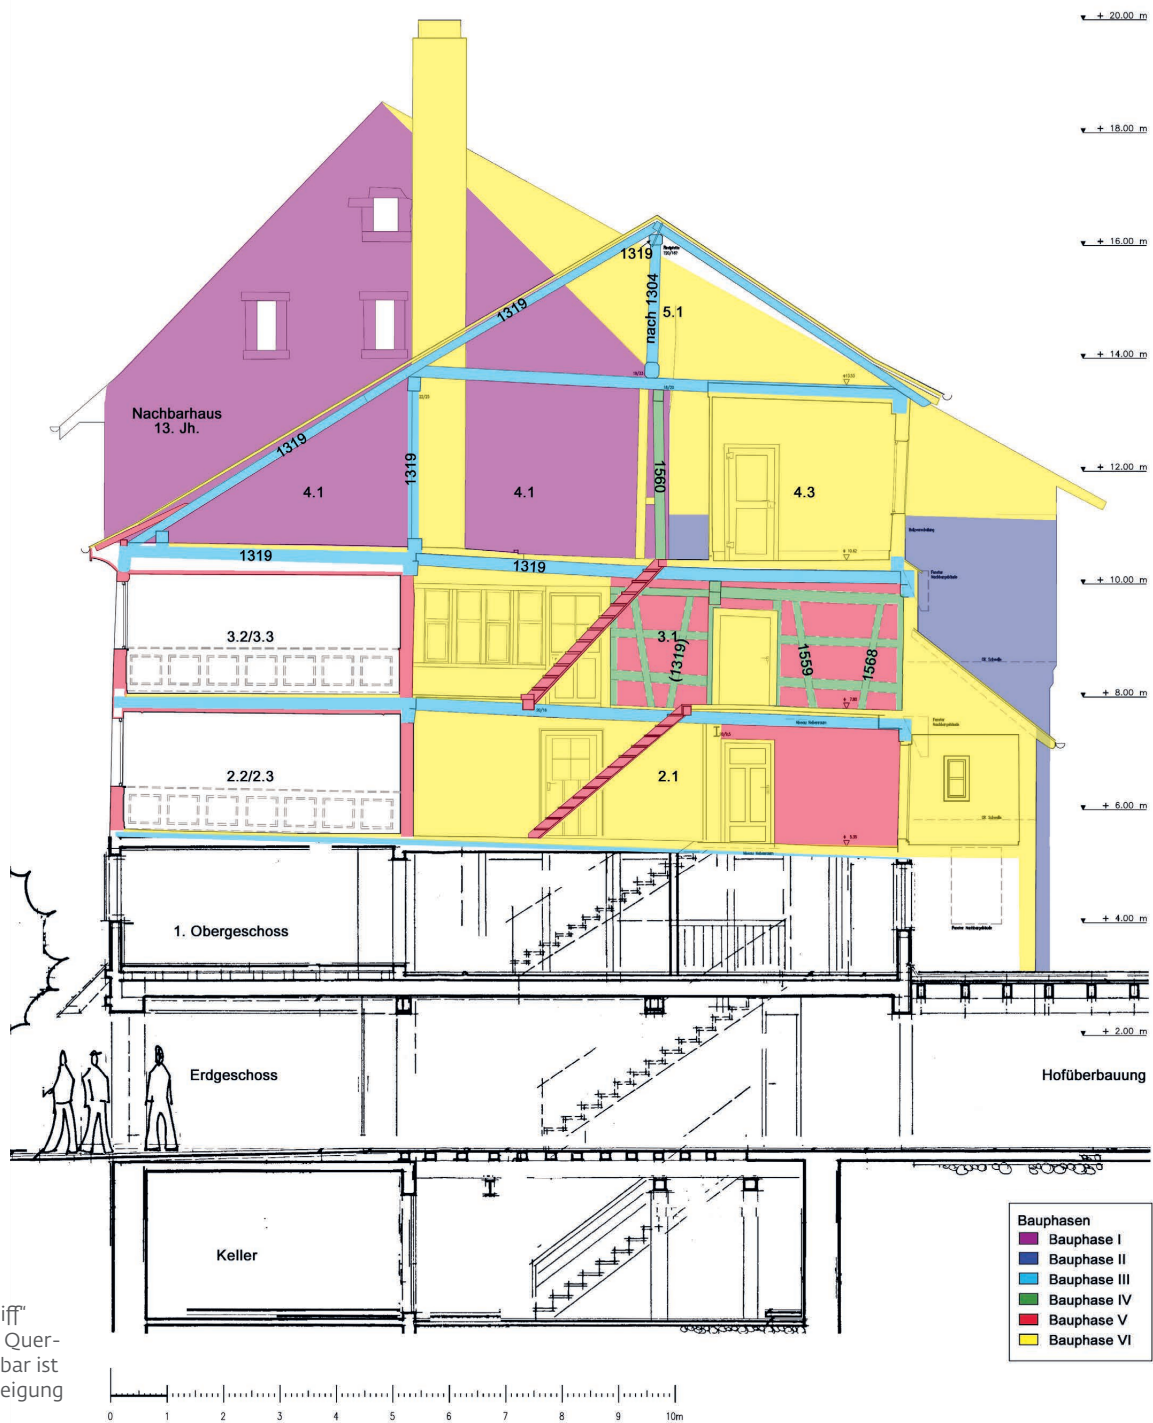 + 20.00 m
+ 18.00 m
+ 16.00 m
+ 14.00 m
+ 12.00 m
+ 10.00 m
+ 8.00 m
+ 6.00 m
+ 4.00 m
+ 2.00 m
1319
1319
nach 1304
5.1
Nachbarhaus
13. Jh.
1319
1319
4.1
4.1
1560
4.3
1319
1319
3.2/3.3
3.1
(1319)
1559
1568
2.2/2.3
2.1
1. Obergeschoss
Erdgeschoss
Hofüberbauung
Keller
Bauphasen
Bauphase I
Bauphase II
Bauphase III
Bauphase IV
Bauphase V
Bauphase VI
iff"
Quer-
bar ist
eigung
0 1 2 3 4 5 6 7 8 9 10m